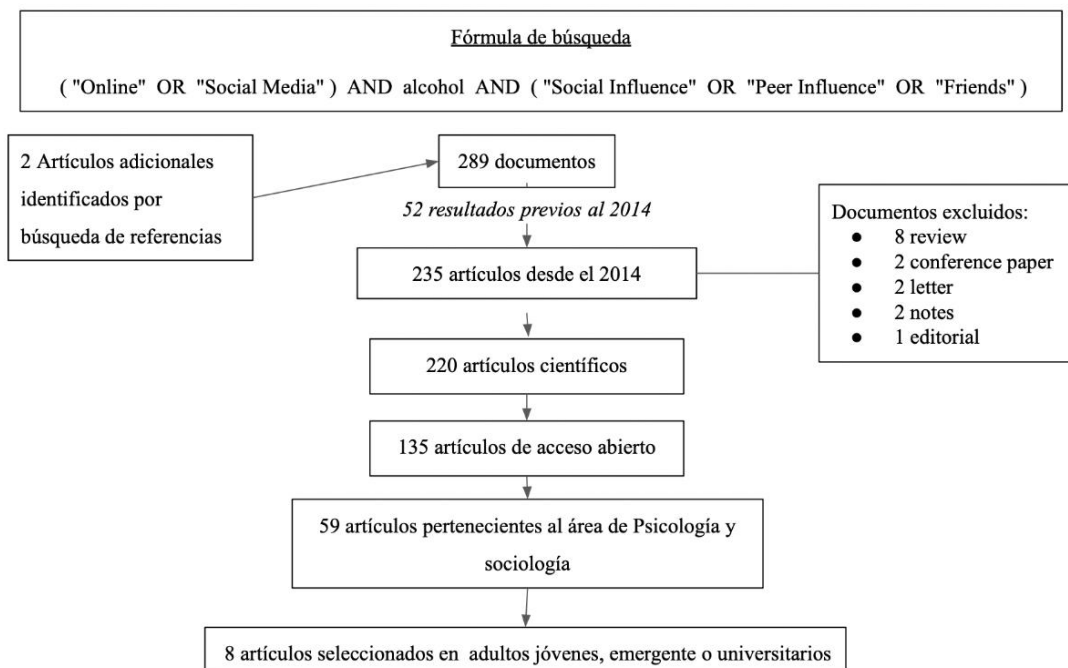 Fórmula de búsqueda
( "Online" OR "Social Media" ) AND alcohol AND ( "Social Influence" OR "Peer Influence" OR "Friends" )
2 Artículos adicionales
identificados por
búsqueda de referencias
289 documentos
52 resultados previos al 2014
235 artículos desde el 2014
Documentos excluidos:
● 8 review
● 2 conference paper
● 2 letter
● 2 notes
● 1 editorial
220 artículos científicos
135 artículos de acceso abierto
59 artículos pertenecientes al área de Psicología y
sociología
8 artículos seleccionados en adultos jóvenes, emergente o universitarios